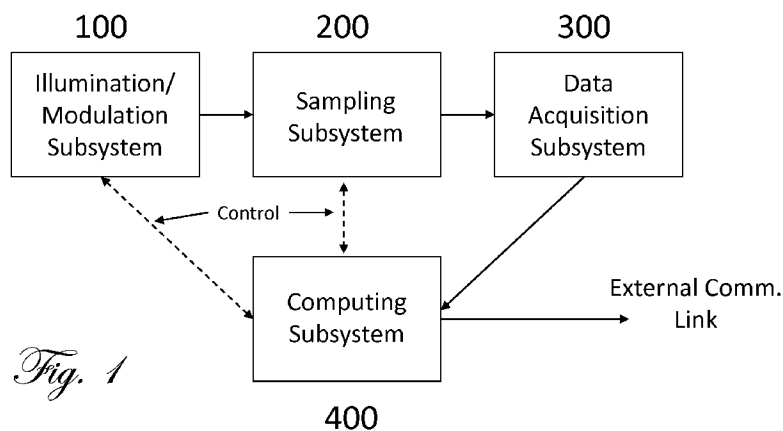 100
200
300
Illumination/
Modulation
Subsystem
Sampling
Subsystem
Data
Acquisition
Subsystem
Control
Computing
Subsystem
External Comm.
Link
Fig. 1
400